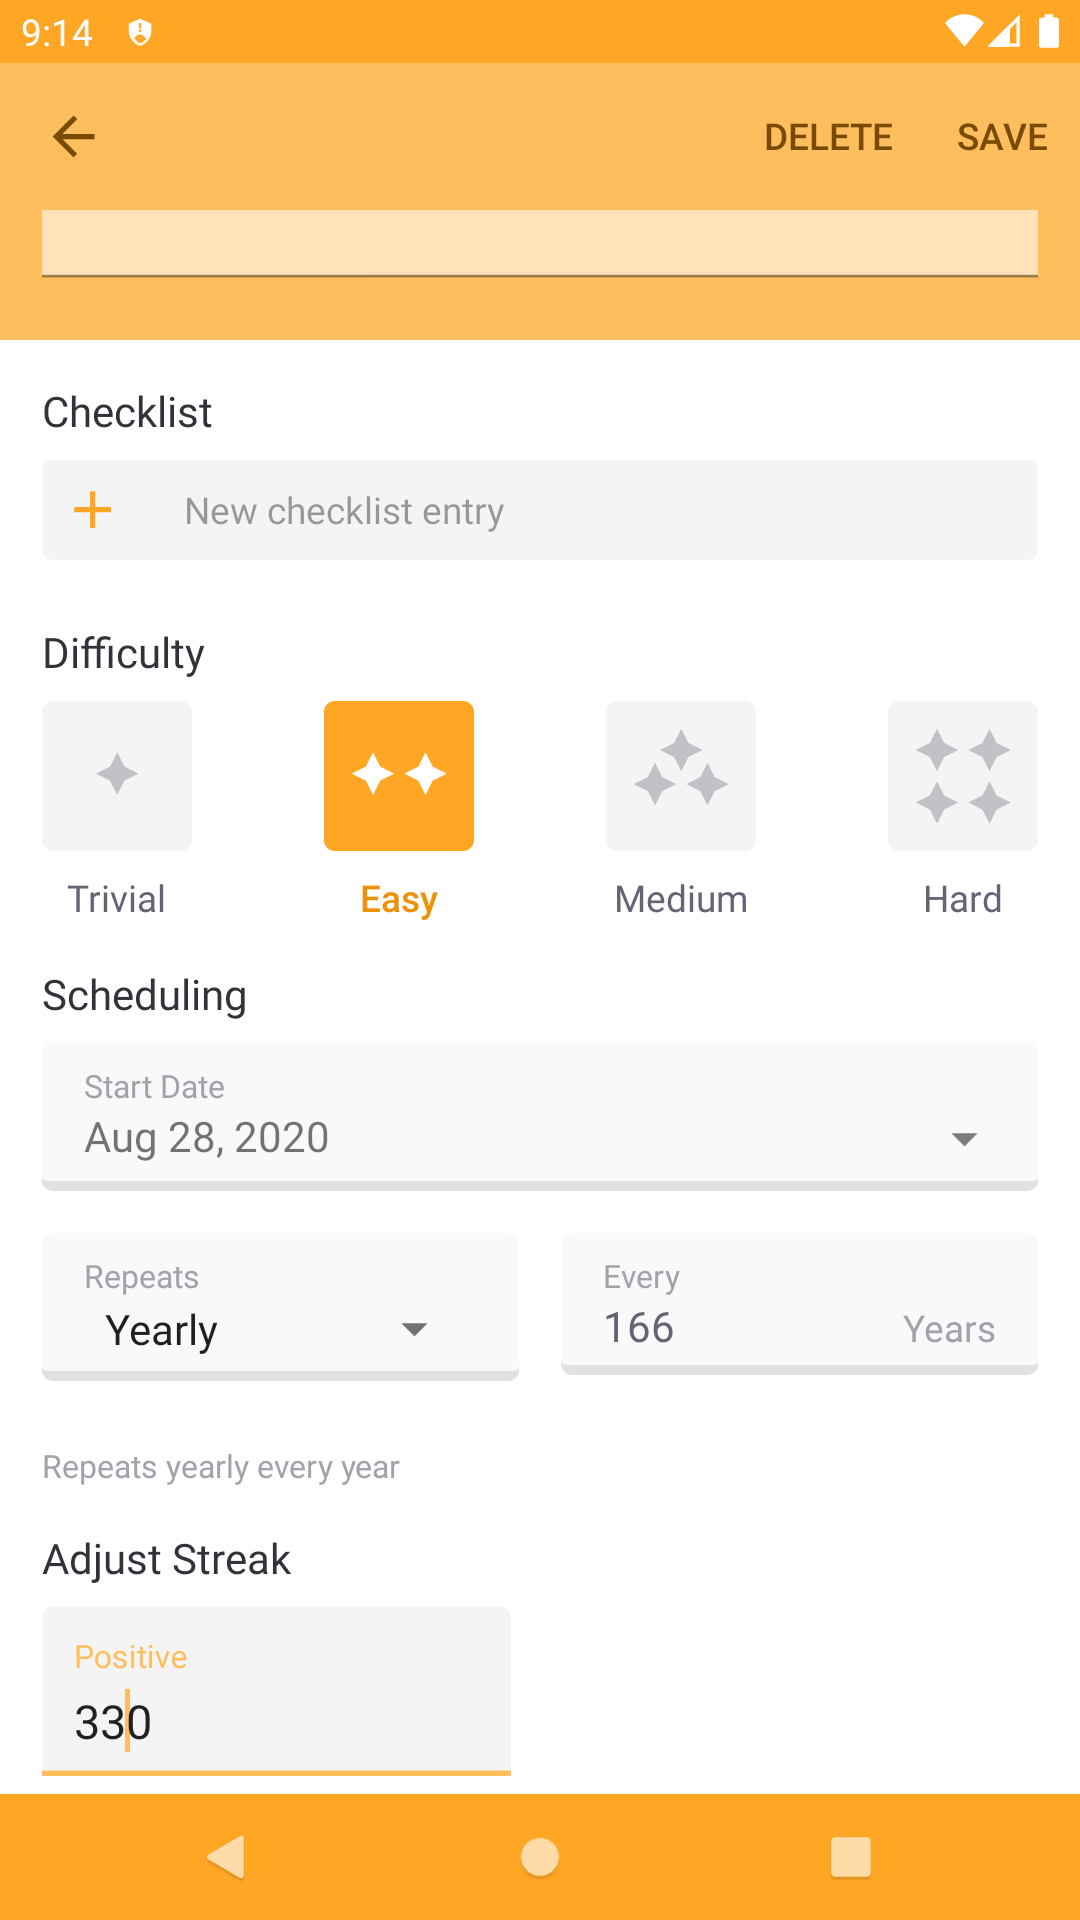 9:14
DELETE SAVE
Checklist
New checklist entry
Difficulty
Trivial Easy Medium Hard
Scheduling
Start Date
Aug 28, 2020
Repeats Every
Yearly 166 Years
Repeats yearly every year
Adjust Streak
Positive
330